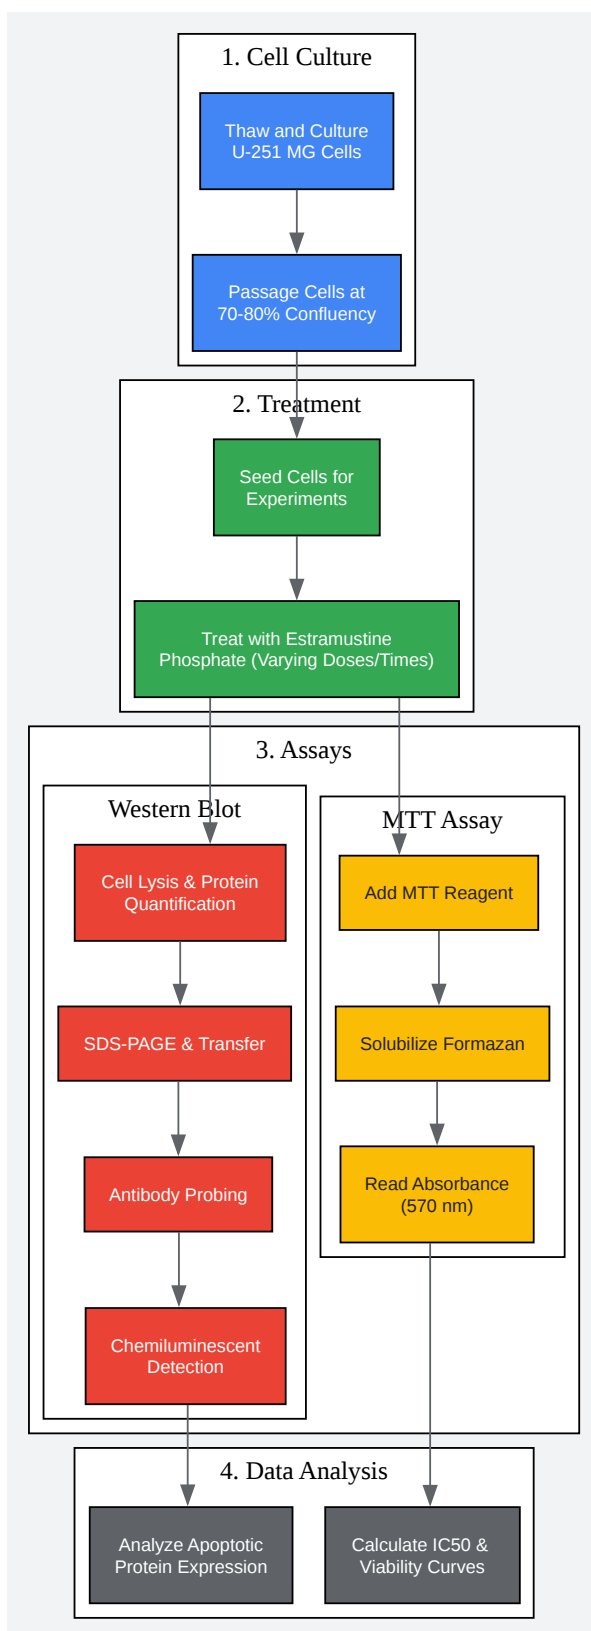 1. Cell Culture
Thaw and Culture
U-251 MG Cells
Passage Cells at
70-80% Confluency
2. Treatment
Seed Cells for
Experiments
Treat with Estramustine
Phosphate (Varying Doses/Times)
3. Assays
Western Blot
Cell Lysis & Protein
Quantification
SDS-PAGE & Transfer
Antibody Probing
Chemiluminescent
Detection
MTT Assay
Add MTT Reagent
Solubilize Formazan
Read Absorbance
(570 nm)
4. Data Analysis
Analyze Apoptotic
Protein Expression
Calculate IC50 &
Viability Curves